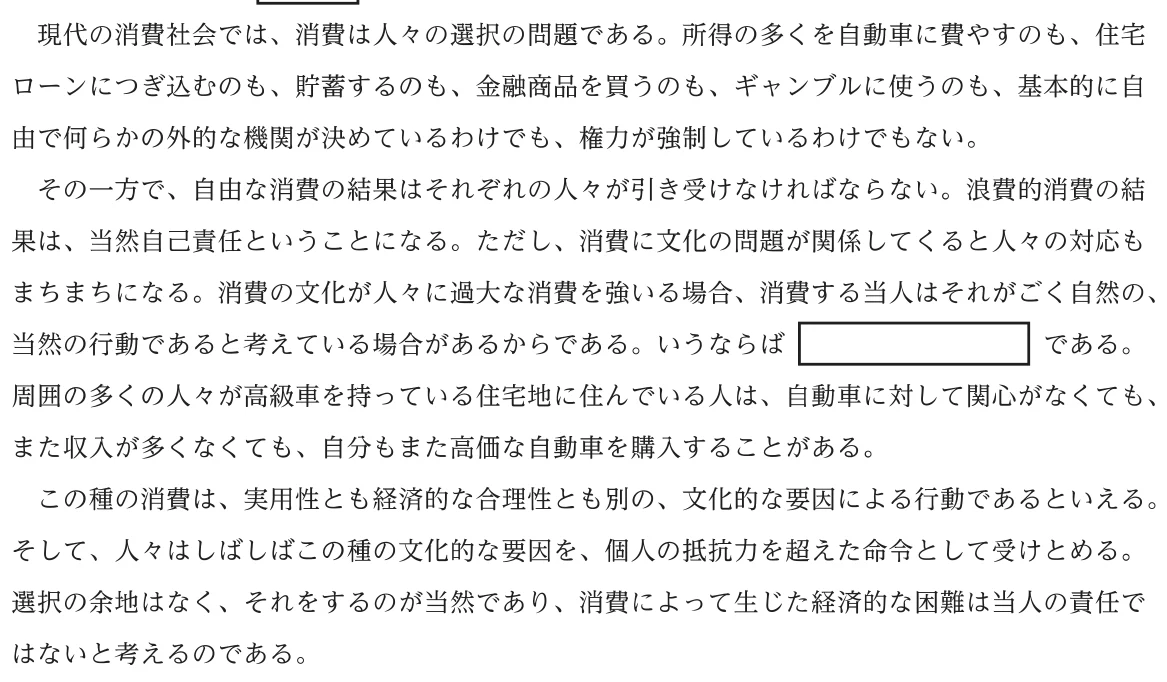 現代の消費社会では、消費は人々の選択の問題である。所得の多くを自動車に費やすのも、住宅
ローンにつぎ込むのも、貯蓄するのも、金融商品を買うのも、ギャンブルに使うのも、基本的に自
由で何らかの外的な機関が決めているわけでも、権力が強制しているわけでもない。
その一方で、自由な消費の結果はそれぞれの人々が引き受けなければならない。浪費的消費の結
果は、当然自己責任ということになる。ただし、消費に文化の問題が関係してくると人々の対応も
まちまちになる。消費の文化が人々に過大な消費を強いる場合、消費する当人はそれがごく自然の、
当然の行動であると考えている場合があるからである。いうならば である。
周囲の多くの人々が高級車を持っている住宅地に住んでいる人は、自動車に対して関心がなくても、
また収入が多くなくても、自分もまた高価な自動車を購入することがある。
この種の消費は、実用性とも経済的な合理性とも別の、文化的な要因による行動であるといえる。
そして、人々はしばしばこの種の文化的な要因を、個人の抵抗力を超えた命令として受けとめる。
選択の余地はなく、それをするのが当然であり、消費によって生じた経済的な困難は当人の責任で
はないと考えるのである。